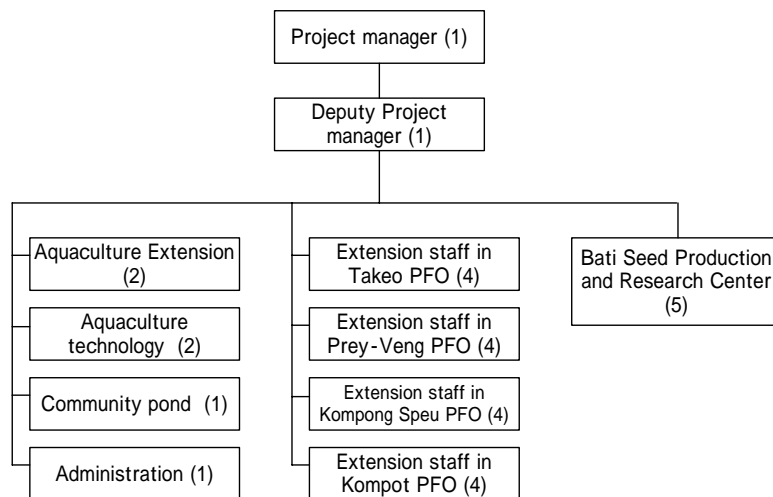 Project manager (1)
Deputy Project
manager (1)
Aquaculture Extension
(2)
Aquaculture
technology (2)
Community pond (1)
Administration (1)
Extension staff in
Takeo PFO (4)
Extension staff in
Prey-Veng PFO (4)
Extension staff in
Kompong Speu PFO (4)
Extension staff in
Kompot PFO (4)
Bati Seed Production
and Research Center
(5)